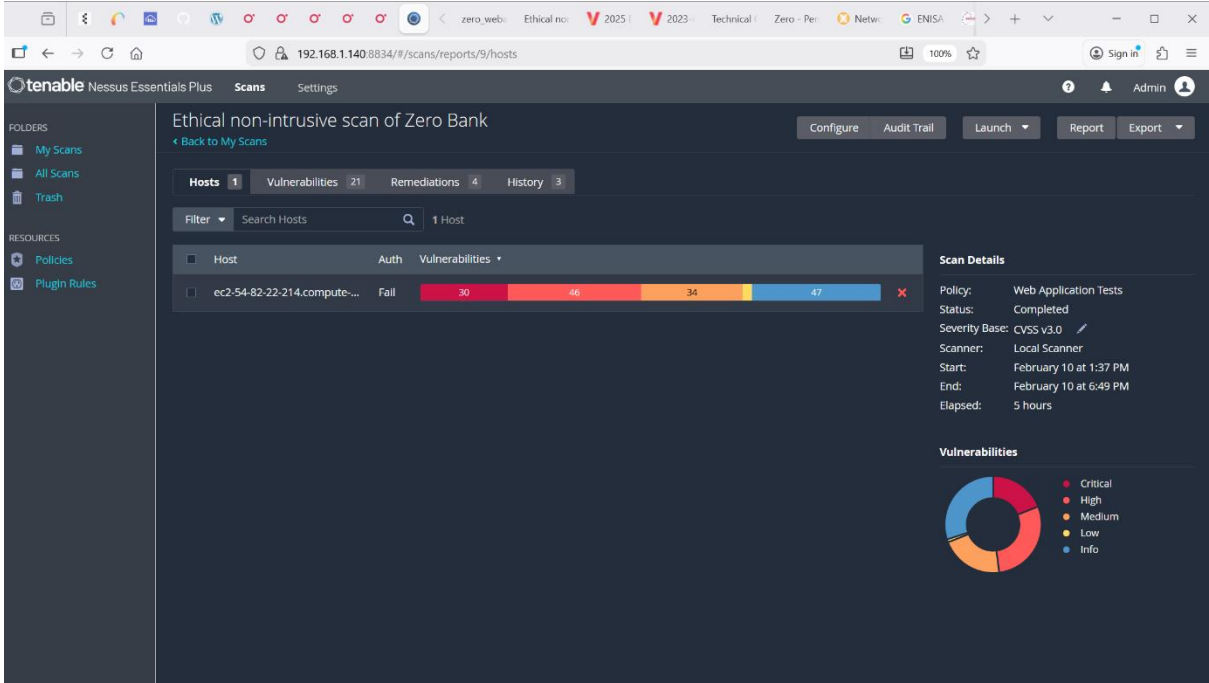 zero_web Ethical no 2025 2023- Technical Zero - Per Netw ENISA
192.168.1.140:8834/#/scans/reports/9/hosts 100% Sign in
tenable Nessus Essentials Plus Scans Settings Admin
FOLDERS
My Scans
All Scans
Trash
RESOURCES
Policies
Plugin Rules
Ethical non-intrusive scan of Zero Bank
Back to My Scans
Configure Audit Trail Launch Report Export
Hosts 1 Vulnerabilities 21 Remediations 4 History 3
Filter Search Hosts 1 Host
Host Auth Vulnerabilities
ec2-54-82-22-214.compute-... Fail 30 46 34 47
Scan Details
Policy: Web Application Tests
Status: Completed
Severity Base: CVSS v3.0
Scanner: Local Scanner
Start: February 10 at 1:37 PM
End: February 10 at 6:49 PM
Elapsed: 5 hours
Vulnerabilities
Critical
High
Medium
Low
Info